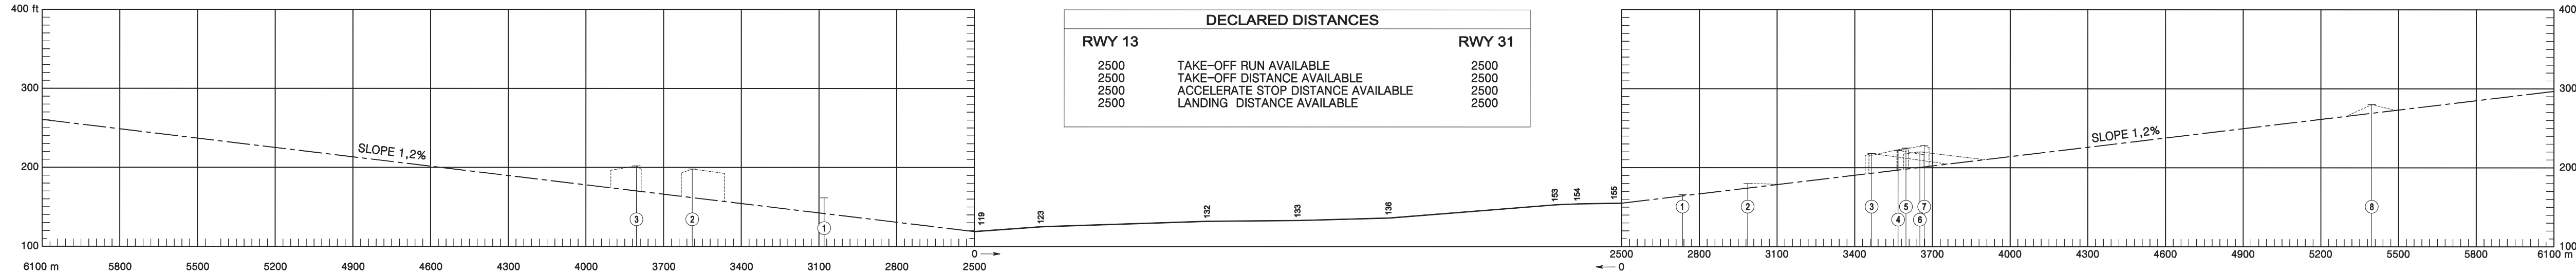 400 ft
300
200
100
SLOPE 1,2%
3
2
1
6100 m 5800 5500 5200 4900 4600 4300 4000 3700 3400 3100 2800 2500
0 →
119 123 132 133 136 153 154 155
DECLARED DISTANCES
RWY 13 RWY 31
2500 TAKE-OFF RUN AVAILABLE 2500
2500 TAKE-OFF DISTANCE AVAILABLE 2500
2500 ACCELERATE STOP DISTANCE AVAILABLE 2500
2500 LANDING DISTANCE AVAILABLE 2500
400
300
200
100
SLOPE 1,2%
1 2 3 5 7 8
4 6
2500 2800 3100 3400 3700 4000 4300 4600 4900 5200 5500 5800 6100 m
← 0